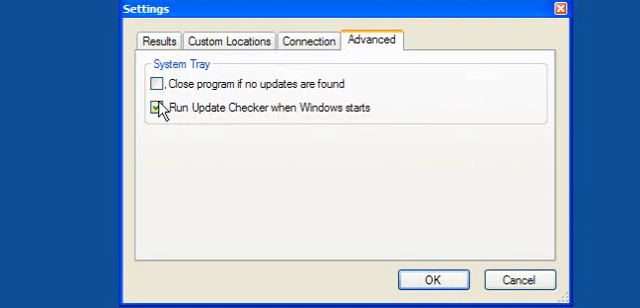 Settings
Results Custom Locations Connection Advanced
System Tray
Close program if no updates are found
Run Update Checker when Windows starts
OK Cancel